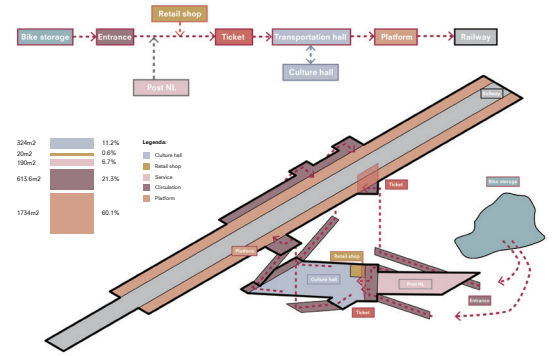 Retail shop
Bike storage
Entrance
Ticket
Transportation hall
Platform
Railway
Post NL
Culture hall
324m2
11.2%
20m2
0.6%
190m2
6.7%
613.6m2
21.3%
1734m2
60.1%
Legenda:
Culture hall
Retail shop
Service
Circulation
Platform
Railway
Ticket
Bike storage
Platform
Retail shop
Culture hall
Post NL
Entrance
Ticket